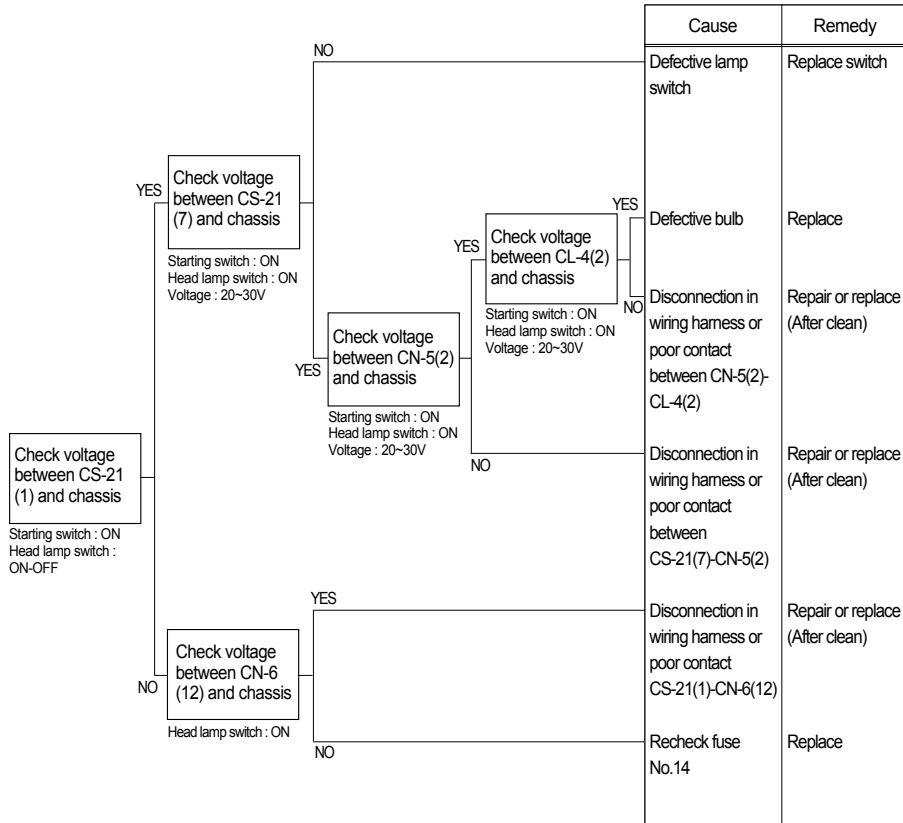 Cause
Remedy
NO
Defective lamp
switch
Replace switch
YES
Check voltage
between CS-21
(7) and chassis
Starting switch : ON
Head lamp switch : ON
Voltage : 20~30V
YES
Defective bulb
Replace
YES
Check voltage
between CL-4(2)
and chassis
Starting switch : ON
Head lamp switch : ON
Voltage : 20~30V
NO
Disconnection in
wiring harness or
poor contact
between CN-5(2)-
CL-4(2)
Repair or replace
(After clean)
YES
Check voltage
between CN-5(2)
and chassis
Starting switch : ON
Head lamp switch : ON
Voltage : 20~30V
NO
Disconnection in
wiring harness or
poor contact
between
CS-21(7)-CN-5(2)
Repair or replace
(After clean)
Check voltage
between CS-21
(1) and chassis
Starting switch : ON
Head lamp switch :
ON-OFF
YES
Disconnection in
wiring harness or
poor contact
CS-21(1)-CN-6(12)
Repair or replace
(After clean)
NO
Check voltage
between CN-6
(12) and chassis
Head lamp switch : ON
NO
Recheck fuse
No.14
Replace